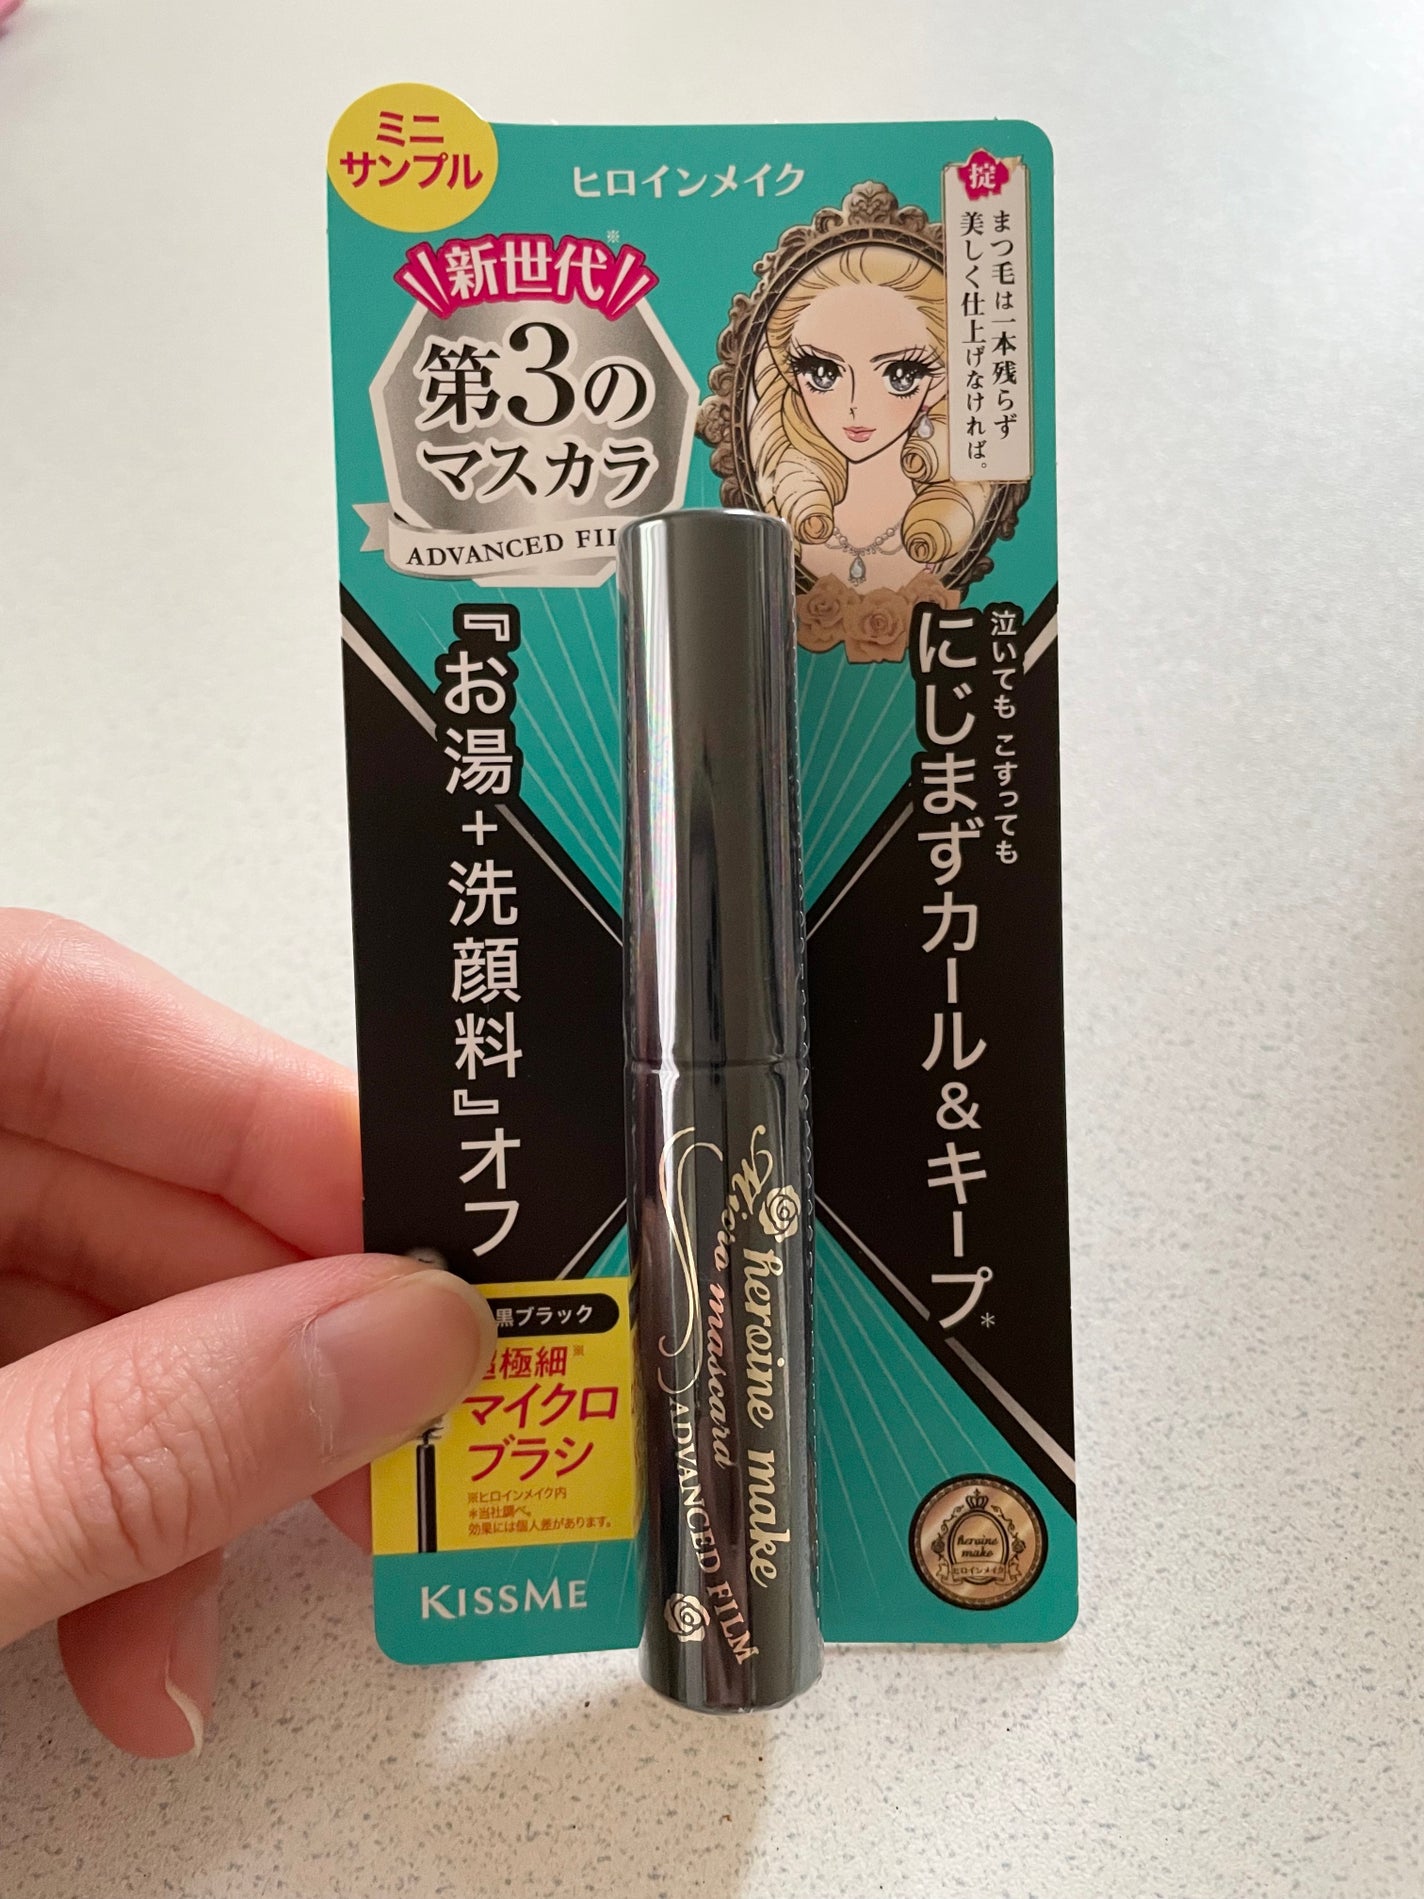 ミニ
サンプル
ヒロインメイク
掟
まつ毛は一本残らず
美しく仕上げなければ。
※
新世代
第3の
マスカラ
ADVANCED
泣いても こすっても
にじまずカール&キープ*
『お湯+洗顔料』オフ
黒ブラック
極細※
マイクロ
ブラシ
※ヒロインメイク内
*当社調べ。
効果には個人差があります。
KISSME
heroine make
Micro mascara
ADVANCED FILM
heroine
make
ヒロインメイク